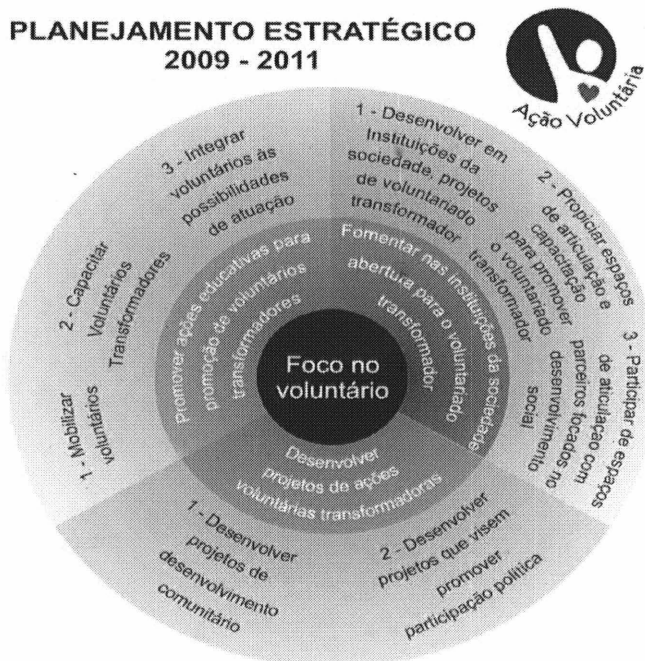 PLANEJAMENTO ESTRATÉGICO
2009 - 2011
Ação Voluntária
Foco no
voluntário
Promover ações educativas para
promoção de voluntários
transformadores
1 - Mobilizar
voluntários
2 - Capacitar
Voluntários
Transformadores
3 - Integrar
voluntários às
possibilidades
de atuação
Fomentar nas instituições da sociedade
abertura para o voluntariado
transformador
1 - Desenvolver em
Instituições da
sociedade, projetos
de voluntariado
transformador
2 - Propiciar espaços
de articulação e
capacitação
para promover
o voluntariado
transformador
3 - Participar de espaços
de articulação com
parceiros focados no
desenvolvimento
social
Desenvolver
projetos de ações
voluntárias transformadoras
1 - Desenvolver
projetos de
desenvolvimento
comunitário
2 - Desenvolver
projetos que visem
promover
participação política